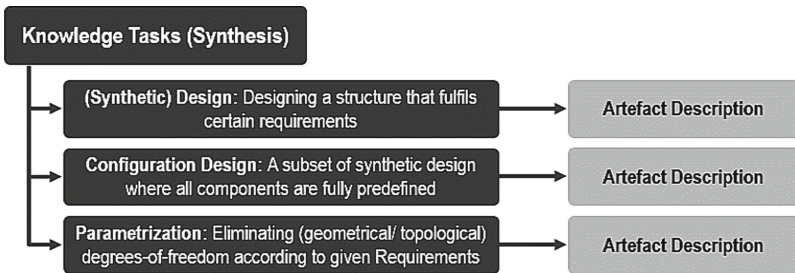 Knowledge Tasks (Synthesis)
(Synthetic) Design: Designing a structure that fulfils
certain requirements
Artefact Description
Configuration Design: A subset of synthetic design
where all components are fully predefined
Artefact Description
Parametrization: Eliminating (geometrical/ topological)
degrees-of-freedom according to given Requirements
Artefact Description